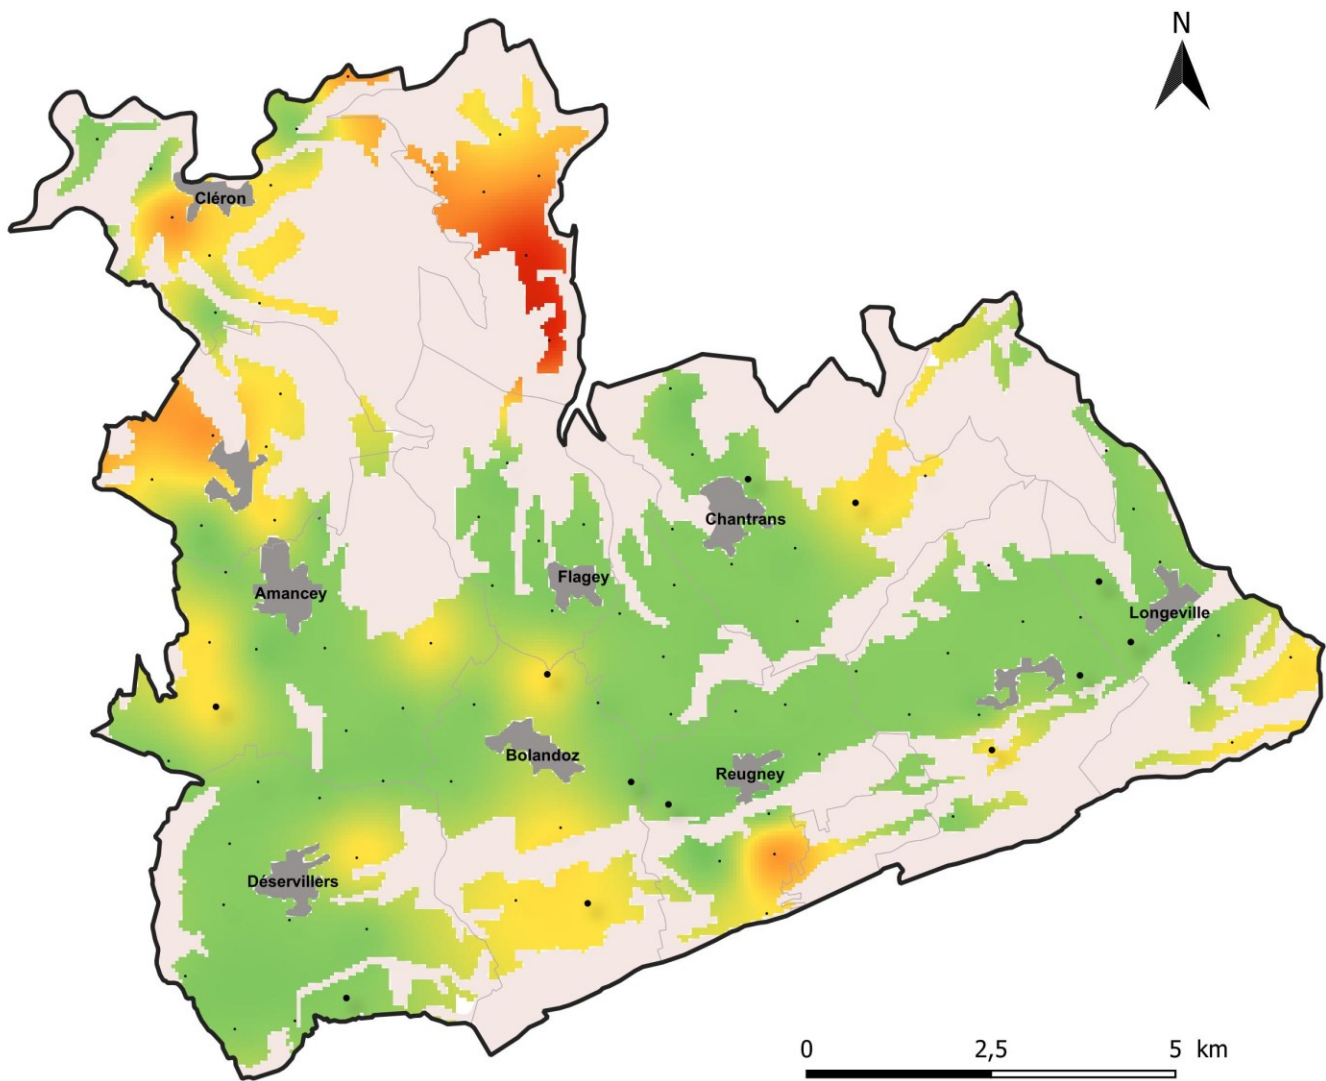 N
Cléron
Chantrans
Flagey
Amancey
Longeville
Bolandoz
Reugney
Déservillers
0 2,5 5 km